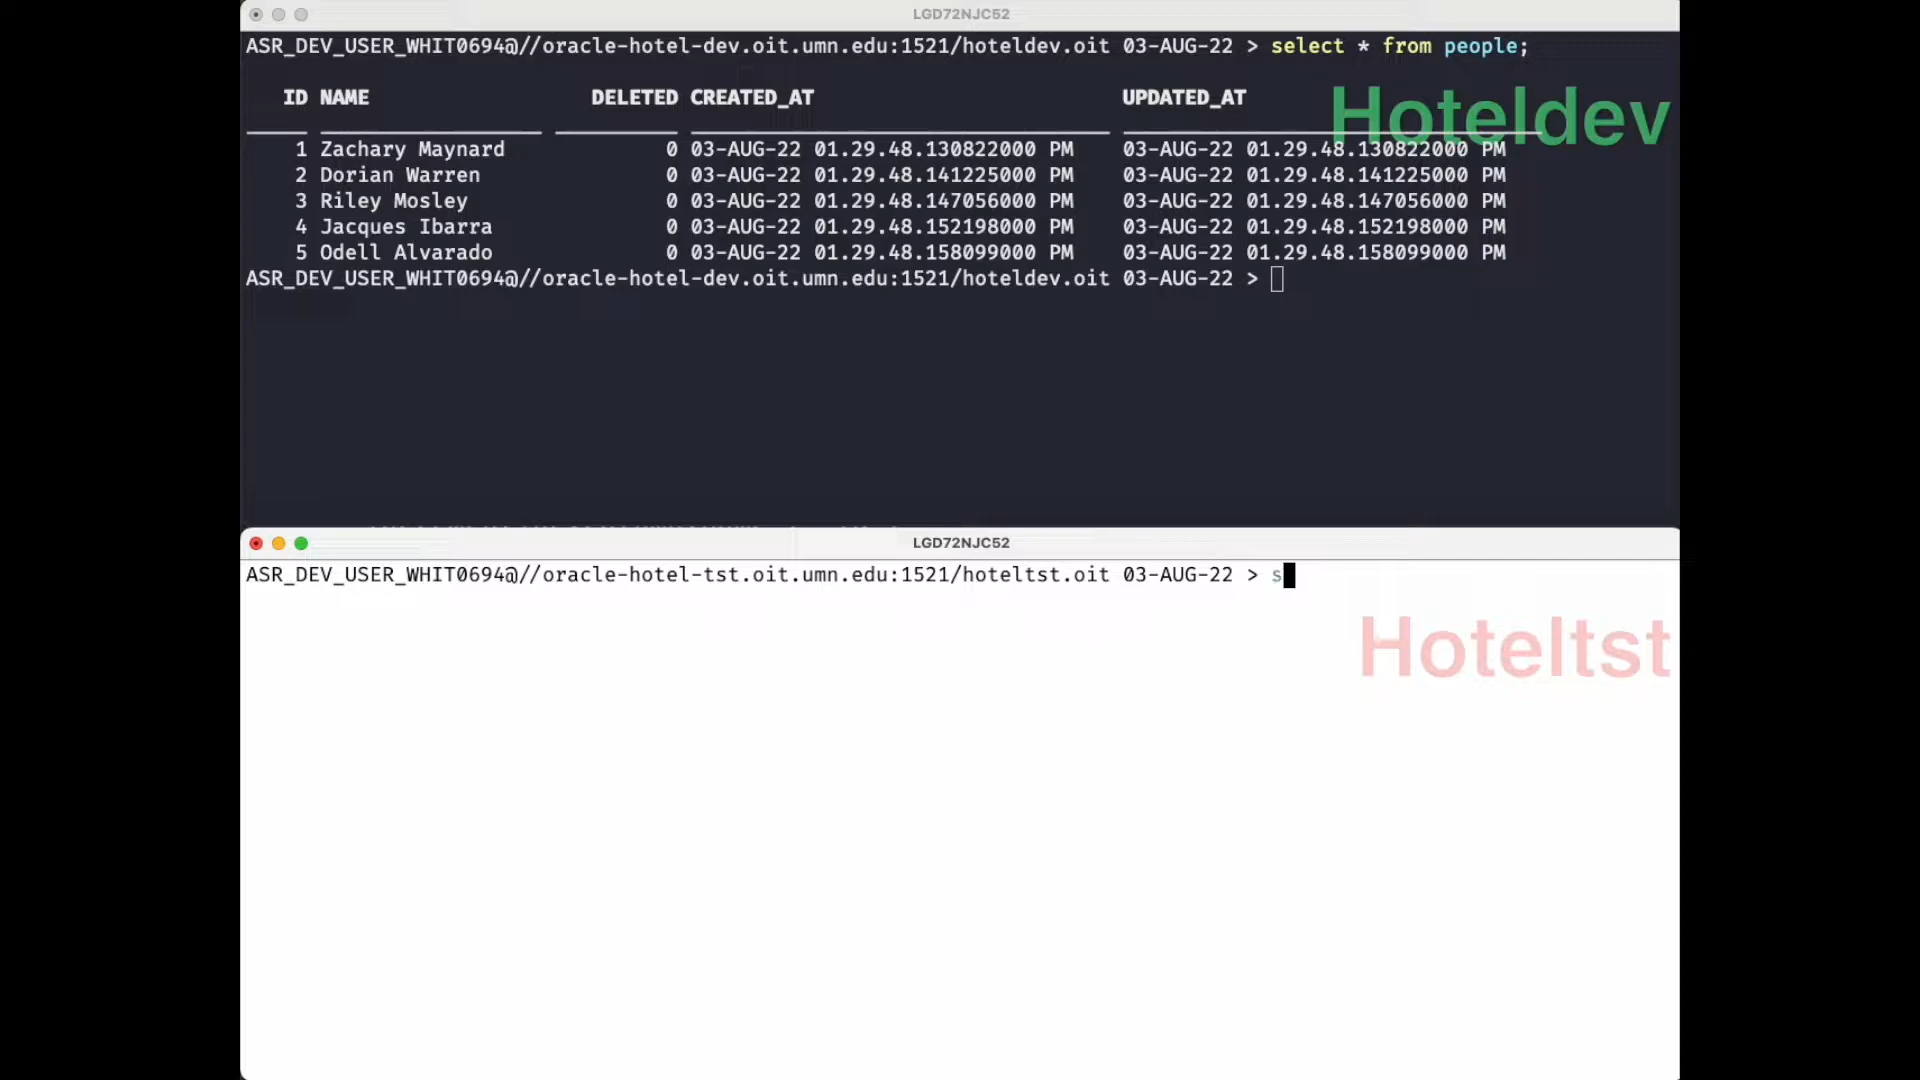 LGD72NJC52
ASR_DEV_USER_WHIT0694@//oracle-hotel-dev.oit.umn.edu:1521/hoteldev.oit 03-AUG-22 > select * from people;
Hoteldev
ID NAME DELETED CREATED_AT UPDATED_AT
1 Zachary Maynard 0 03-AUG-22 01.29.48.130822000 PM 03-AUG-22 01.29.48.130822000 PM
2 Dorian Warren 0 03-AUG-22 01.29.48.141225000 PM 03-AUG-22 01.29.48.141225000 PM
3 Riley Mosley 0 03-AUG-22 01.29.48.147056000 PM 03-AUG-22 01.29.48.147056000 PM
4 Jacques Ibarra 0 03-AUG-22 01.29.48.152198000 PM 03-AUG-22 01.29.48.152198000 PM
5 Odell Alvarado 0 03-AUG-22 01.29.48.158099000 PM 03-AUG-22 01.29.48.158099000 PM
ASR_DEV_USER_WHIT0694@//oracle-hotel-dev.oit.umn.edu:1521/hoteldev.oit 03-AUG-22 >
LGD72NJC52
ASR_DEV_USER_WHIT0694@//oracle-hotel-tst.oit.umn.edu:1521/hoteltst.oit 03-AUG-22 > s
Hoteltst